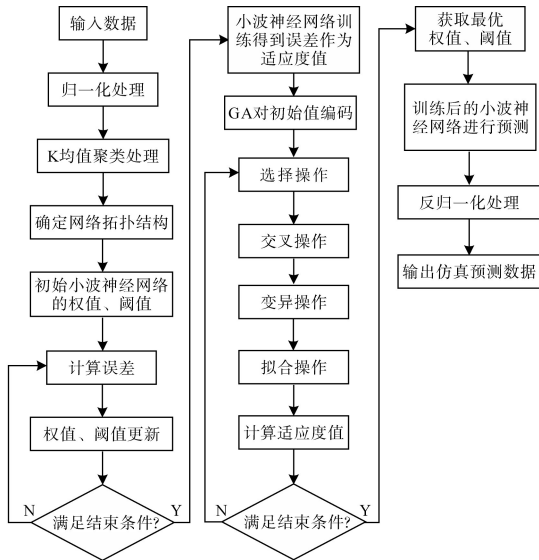 输入数据
归一化处理
K均值聚类处理
确定网络拓扑结构
初始小波神经网络
的权值、阈值
计算误差
权值、阈值更新
N
满足结束条件?
Y
小波神经网络训
练得到误差作为
适应度值
GA对初始值编码
选择操作
交叉操作
变异操作
拟合操作
计算适应度值
N
满足结束条件?
Y
获取最优
权值、阈值
训练后的小波神
经网络进行预测
反归一化处理
输出仿真预测数据